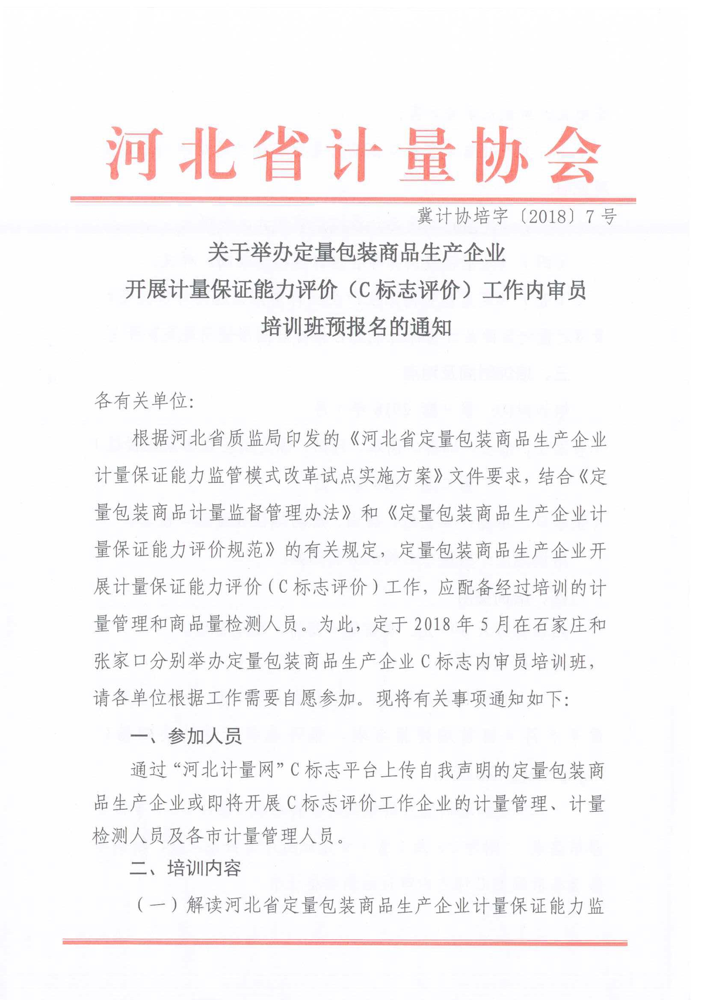 河北省计量协会
冀计协培字〔2018〕7号
关于举办定量包装商品生产企业
开展计量保证能力评价（C标志评价）工作内审员
培训班预报名的通知
各有关单位：
根据河北省质监局印发的《河北省定量包装商品生产企业
计量保证能力监管模式改革试点实施方案》文件要求，结合《定
量包装商品计量监督管理办法》和《定量包装商品生产企业计
量保证能力评价规范》的有关规定，定量包装商品生产企业开
展计量保证能力评价（C标志评价）工作，应配备经过培训的计
量管理和商品量检测人员。为此，定于2018年5月在石家庄和
张家口分别举办定量包装商品生产企业C标志内审员培训班，
请各单位根据工作需要自愿参加。现将有关事项通知如下：
一、参加人员
通过“河北计量网”C标志平台上传自我声明的定量包装商
品生产企业或即将开展C标志评价工作企业的计量管理、计量
检测人员及各市计量管理人员。
二、培训内容
（一）解读河北省定量包装商品生产企业计量保证能力监